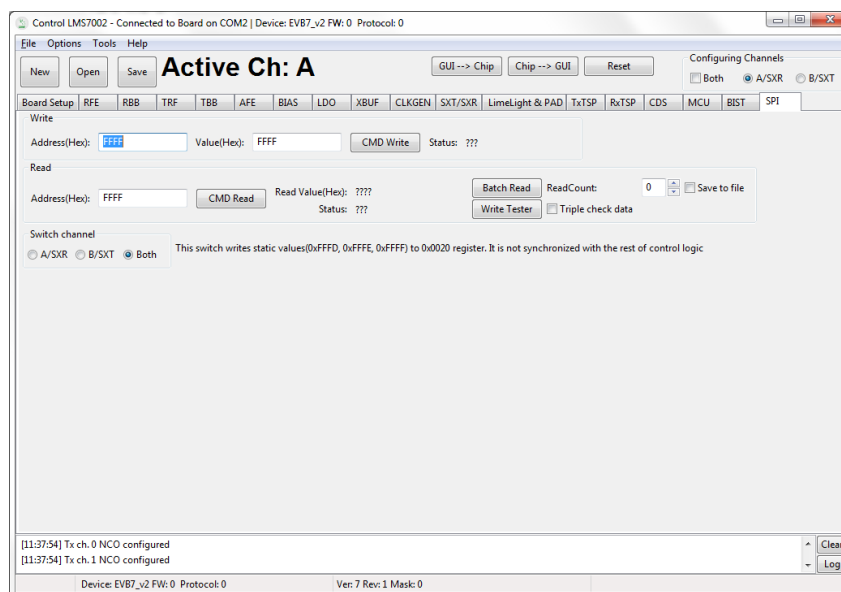 Control LMS7002 - Connected to Board on COM2 | Device: EVB7_v2 FW: 0 Protocol: 0
File Options Tools Help
New Open Save Active Ch: A GUI --> Chip Chip --> GUI Reset Configuring Channels
Both A/SXR B/SXT
Board Setup RFE RBB TRF TBB AFE BIAS LDO XBUF CLKGEN SXT/SXR LimeLight & PAD TxTSP RxTSP CDS MCU BIST SPI
Write
Address(Hex): FFFF Value(Hex): FFFF CMD Write Status: ???
Read
Address(Hex): FFFF CMD Read Read Value(Hex): ???? Batch Read ReadCount: 0 Save to file
Status: ??? Write Tester Triple check data
Switch channel
A/SXR B/SXT Both This switch writes static values(0xFFFD, 0xFFFE, 0xFFFF) to 0x0020 register. It is not synchronized with the rest of control logic
[11:37:54] Tx ch. 0 NCO configured Clear
[11:37:54] Tx ch. 1 NCO configured Log
Device: EVB7_v2 FW: 0 Protocol: 0 Ver: 7 Rev: 1 Mask: 0